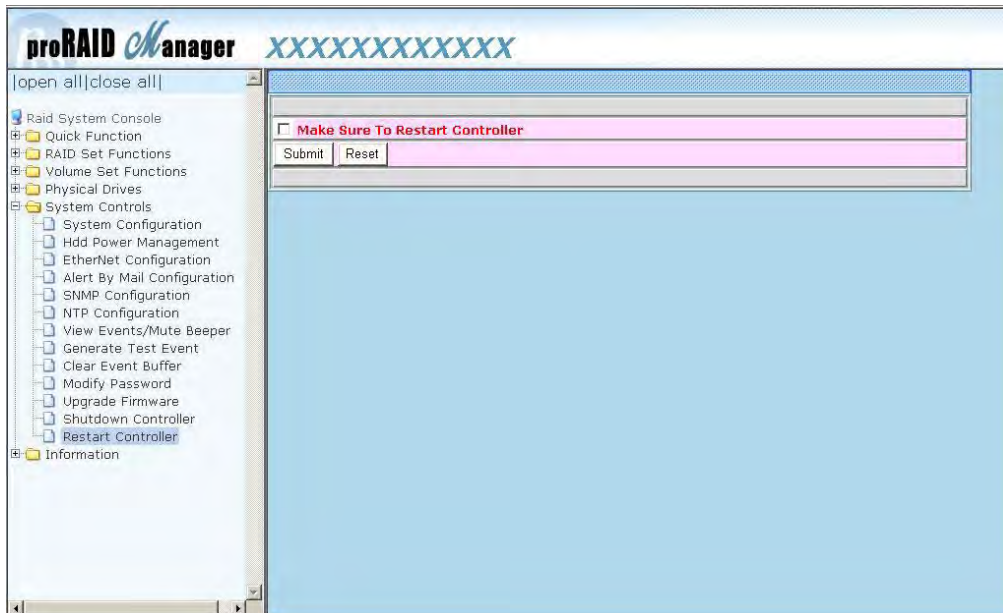 proRAID Manager XXXXXXXXXXXX
|open all|close all|
Raid System Console
Quick Function
RAID Set Functions
Volume Set Functions
Physical Drives
System Controls
System Configuration
Hdd Power Management
EtherNet Configuration
Alert By Mail Configuration
SNMP Configuration
NTP Configuration
View Events/Mute Beeper
Generate Test Event
Clear Event Buffer
Modify Password
Upgrade Firmware
Shutdown Controller
Restart Controller
Information
Make Sure To Restart Controller
Submit Reset